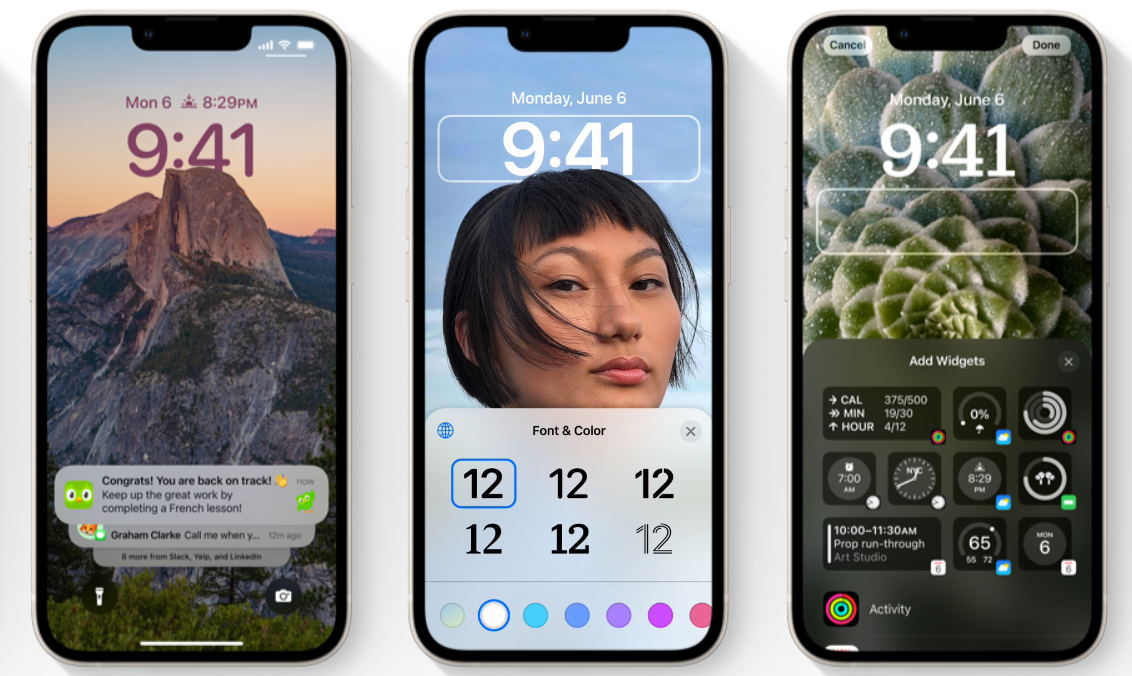 Mon 6 8:29PM
9:41
Congrats! You are back on track! 👏 now
Keep up the great work by
completing a French lesson!
Graham Clarke Call me when y... 12m ago
6 more from Slack, Yelp, and LinkedIn
Monday, June 6
9:41
Font & Color
12 12 12
12 12 12
Cancel Done
Monday, June 6
9:41
Add Widgets
CAL 375/500
MIN 19/30
HOUR 4/12
0%
7:00
AM
NYC
8:29
PM
10:00–11:30AM
Prop run-through
Art Studio
6
65
55 72
MON
6
6
Activity